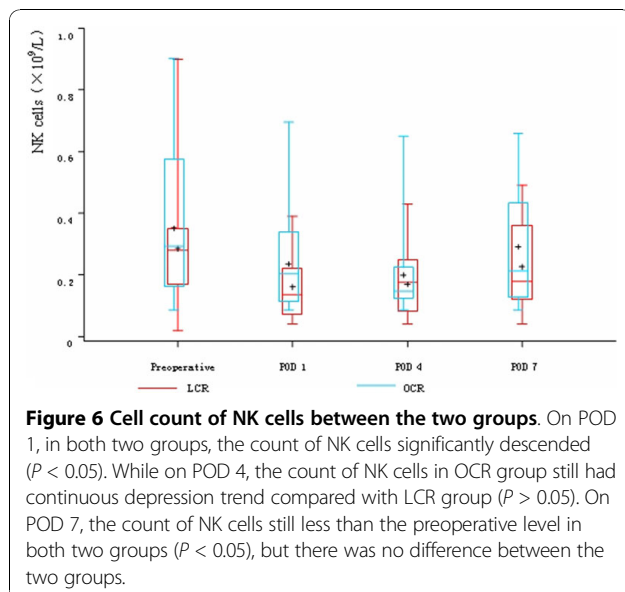 1.0
NK cells (×10⁹/L)
0.8
0.6
0.4
0.2
0
Preoperative POD 1 POD 4 POD 7
LCR OCR
Figure 6 Cell count of NK cells between the two groups. On POD
1, in both two groups, the count of NK cells significantly descended
(P < 0.05). While on POD 4, the count of NK cells in OCR group still had
continuous depression trend compared with LCR group (P > 0.05). On
POD 7, the count of NK cells still less than the preoperative level in
both two groups (P < 0.05), but there was no difference between the
two groups.